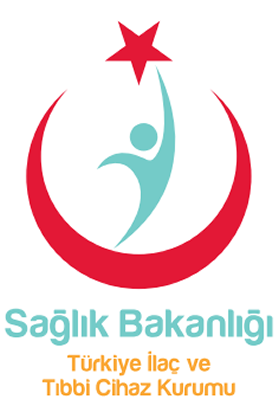 Sağlık Bakanlığı
Türkiye İlaç ve
Tıbbi Cihaz Kurumu